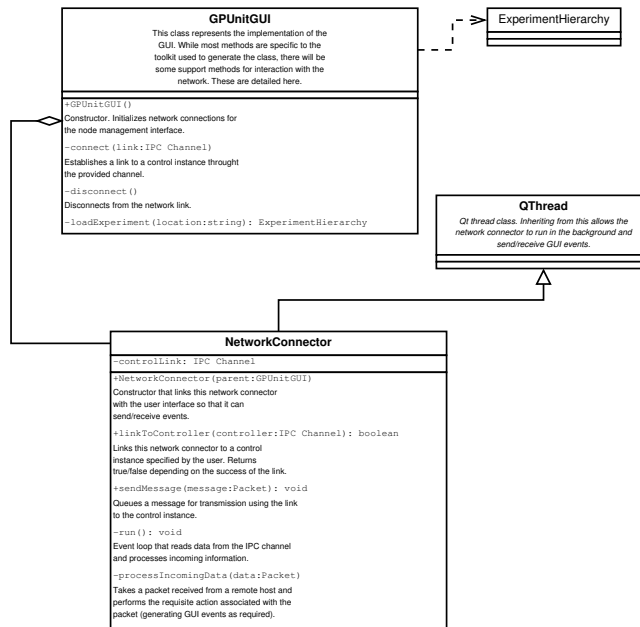 GPUnitGUI
This class represents the implementation of the
GUI. While most methods are specific to the
toolkit used to generate the class, there will be
some support methods for interaction with the
network. These are detailed here.
+GPUnitGUI()
Constructor. Initializes network connections for
the node management interface.
-connect(link:IPC Channel)
Establishes a link to a control instance throught
the provided channel.
-disconnect()
Disconnects from the network link.
-loadExperiment(location:string): ExperimentHierarchy
ExperimentHierarchy
QThread
Qt thread class. Inheriting from this allows the
network connector to run in the background and
send/receive GUI events.
NetworkConnector
-controlLink: IPC Channel
+NetworkConnector(parent:GPUnitGUI)
Constructor that links this network connector
with the user interface so that it can
send/receive events.
+linkToController(controller:IPC Channel): boolean
Links this network connector to a control
instance specified by the user. Returns
true/false depending on the success of the link.
+sendMessage(message:Packet): void
Queues a message for transmission using the link
to the control instance.
-run(): void
Event loop that reads data from the IPC channel
and processes incoming information.
-processIncomingData(data:Packet)
Takes a packet received from a remote host and
performs the requisite action associated with the
packet (generating GUI events as required).